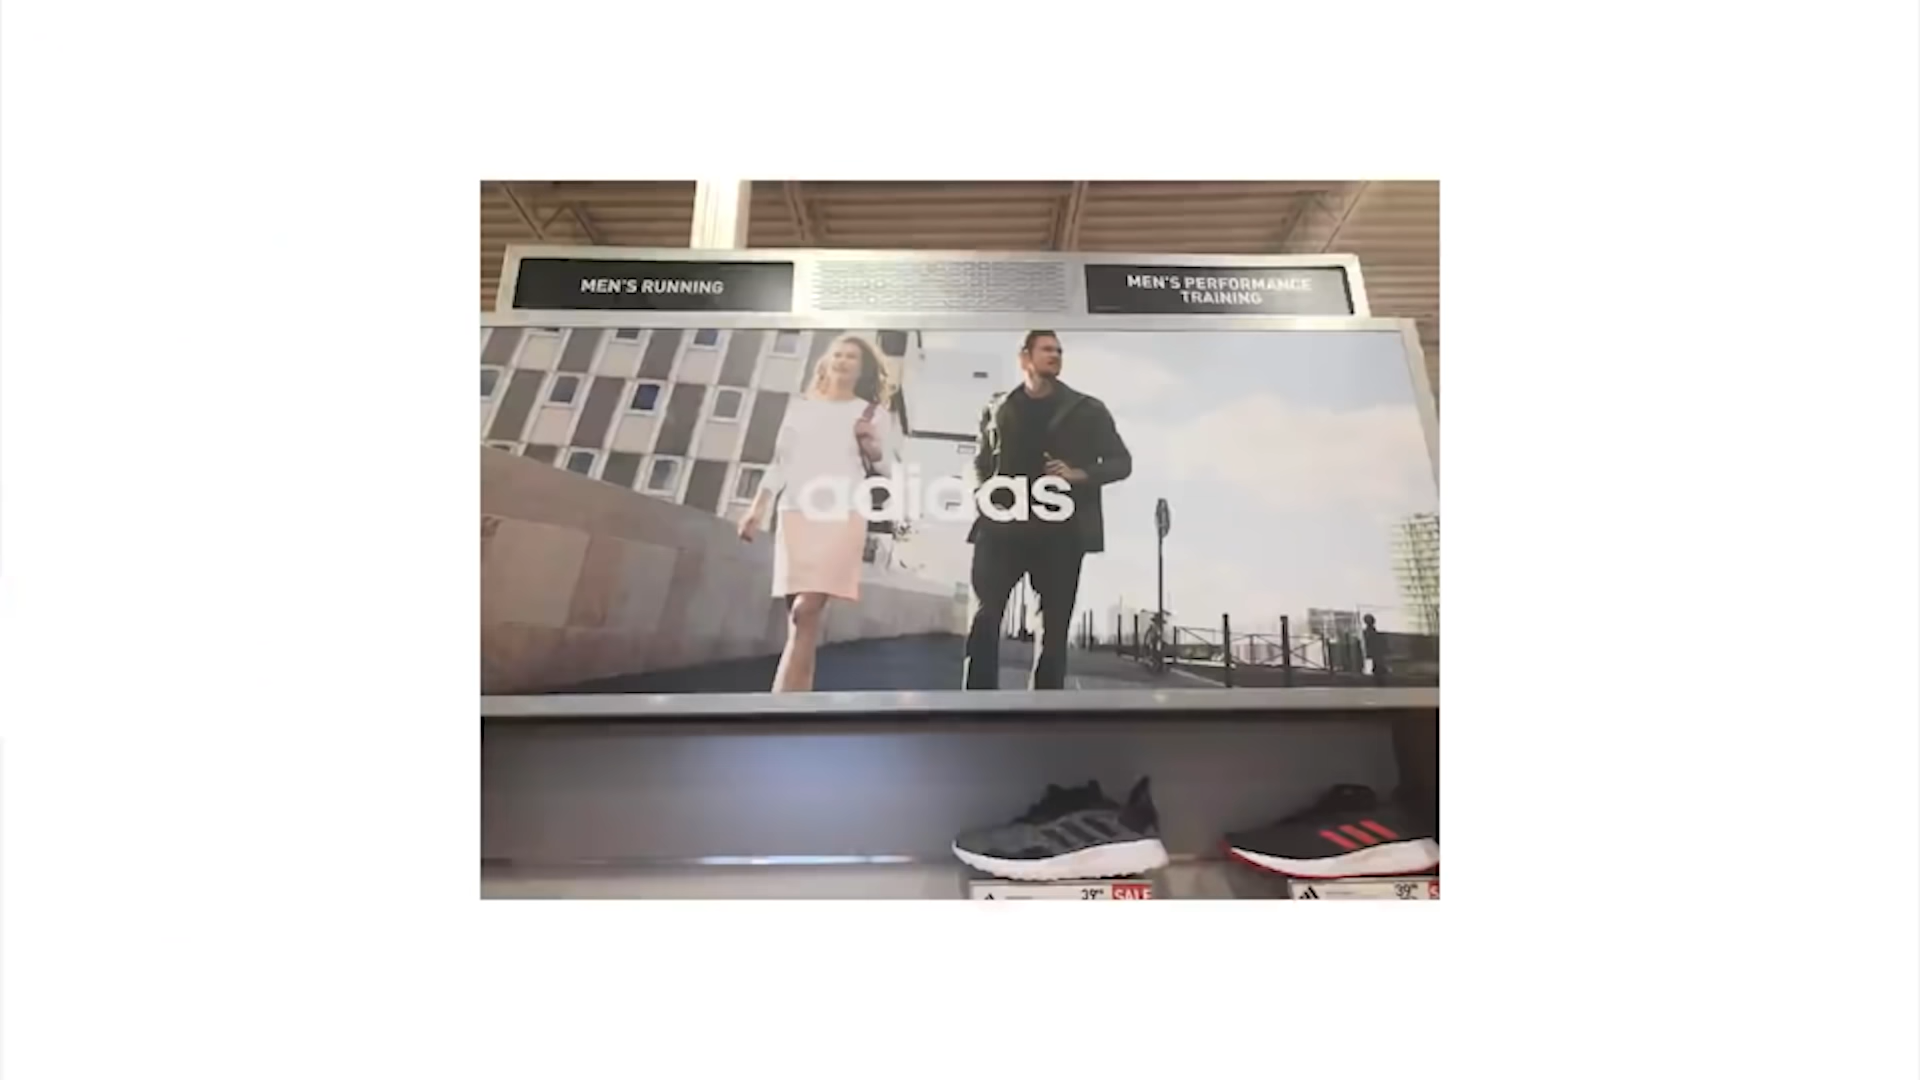 MEN'S RUNNING
MEN'S PERFORMANCE
TRAINING
adidas
39
SALE
39